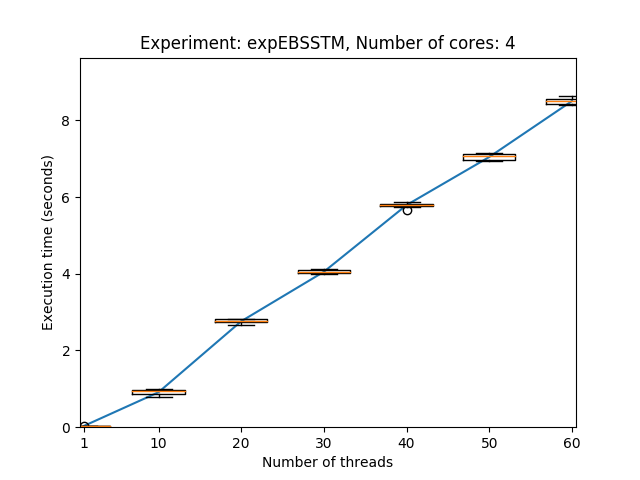 Experiment: expEBSSTM, Number of cores: 4
Execution time (seconds)
8
6
4
2
0
1 10 20 30 40 50 60
Number of threads